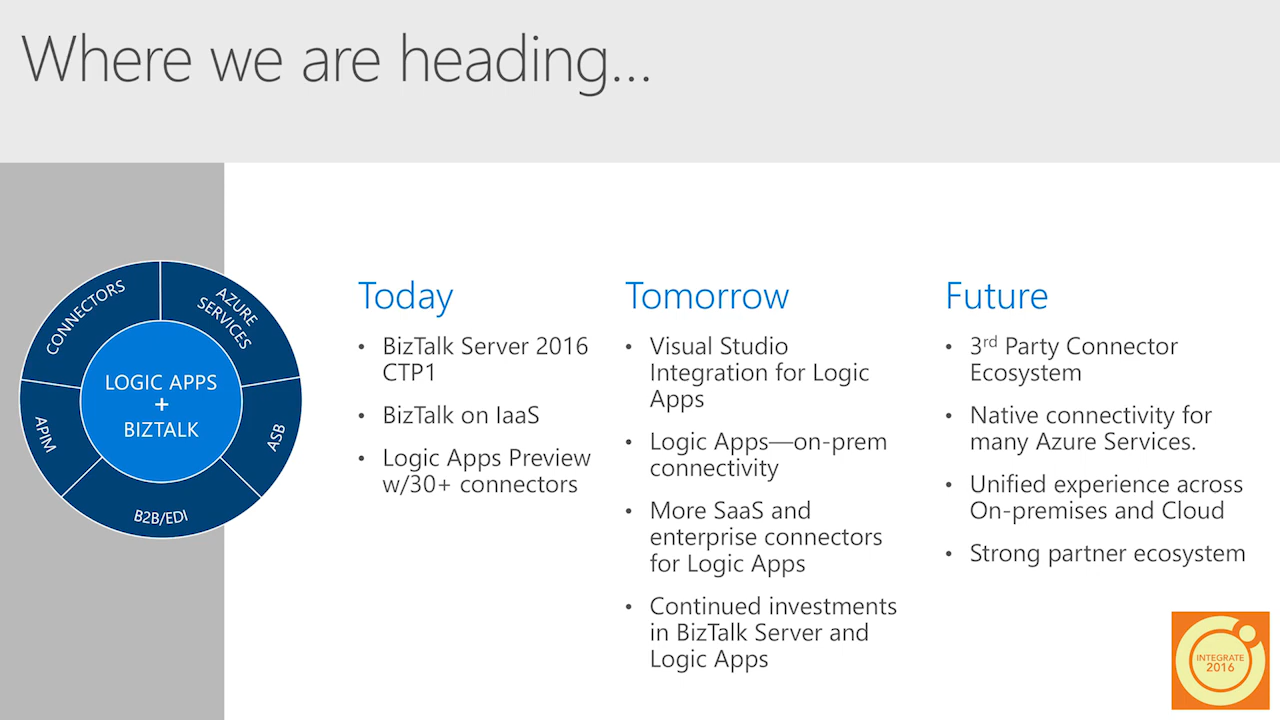 Where we are heading...
CONNECTORS
AZURE
SERVICES
APIM
ASB
B2B/EDI
LOGIC APPS
+
BIZTALK
Today
• BizTalk Server 2016
CTP1
• BizTalk on IaaS
• Logic Apps Preview
w/30+ connectors
Tomorrow
• Visual Studio
Integration for Logic
Apps
• Logic Apps—on-prem
connectivity
• More SaaS and
enterprise connectors
for Logic Apps
• Continued investments
in BizTalk Server and
Logic Apps
Future
• 3rd Party Connector
Ecosystem
• Native connectivity for
many Azure Services.
• Unified experience across
On-premises and Cloud
• Strong partner ecosystem
INTEGRATE
2016